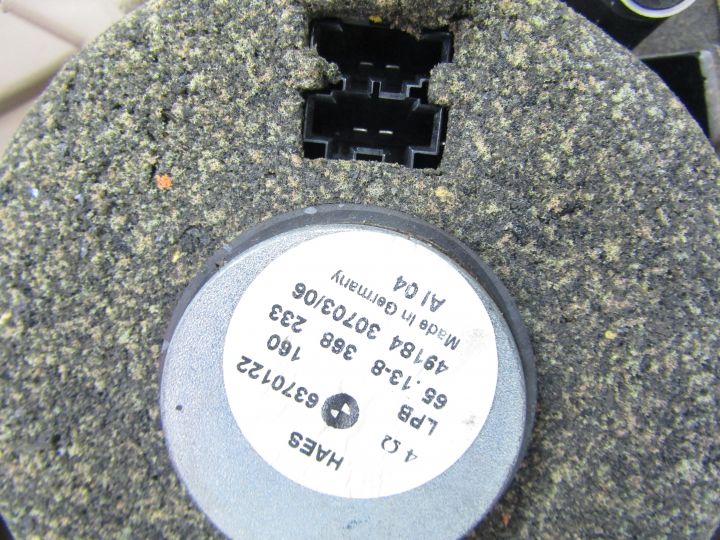 HAES
6370122
4 Ω
LPB 160
65.13-8 368 233
49184 30703/06
Made In Germany
AI 04